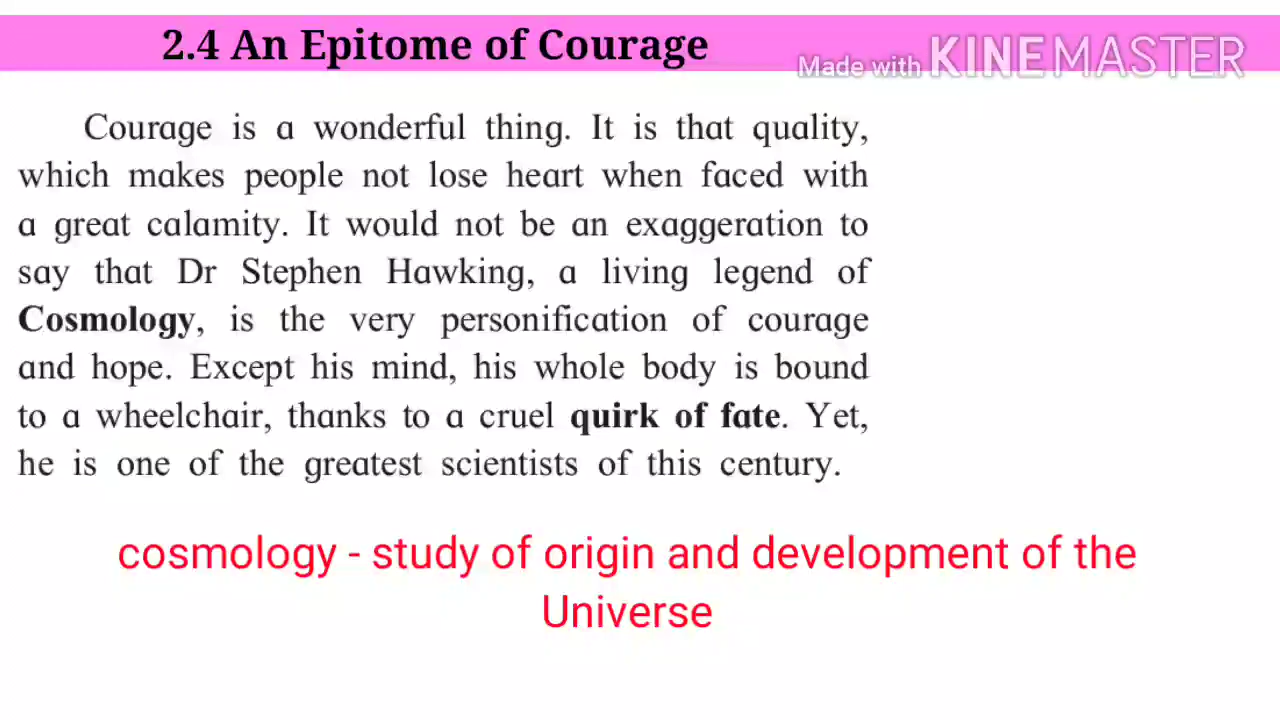 2.4 An Epitome of Courage
Made with KINEMASTER
Courage is a wonderful thing. It is that quality,
which makes people not lose heart when faced with
a great calamity. It would not be an exaggeration to
say that Dr Stephen Hawking, a living legend of
Cosmology, is the very personification of courage
and hope. Except his mind, his whole body is bound
to a wheelchair, thanks to a cruel quirk of fate. Yet,
he is one of the greatest scientists of this century.
cosmology - study of origin and development of the
Universe